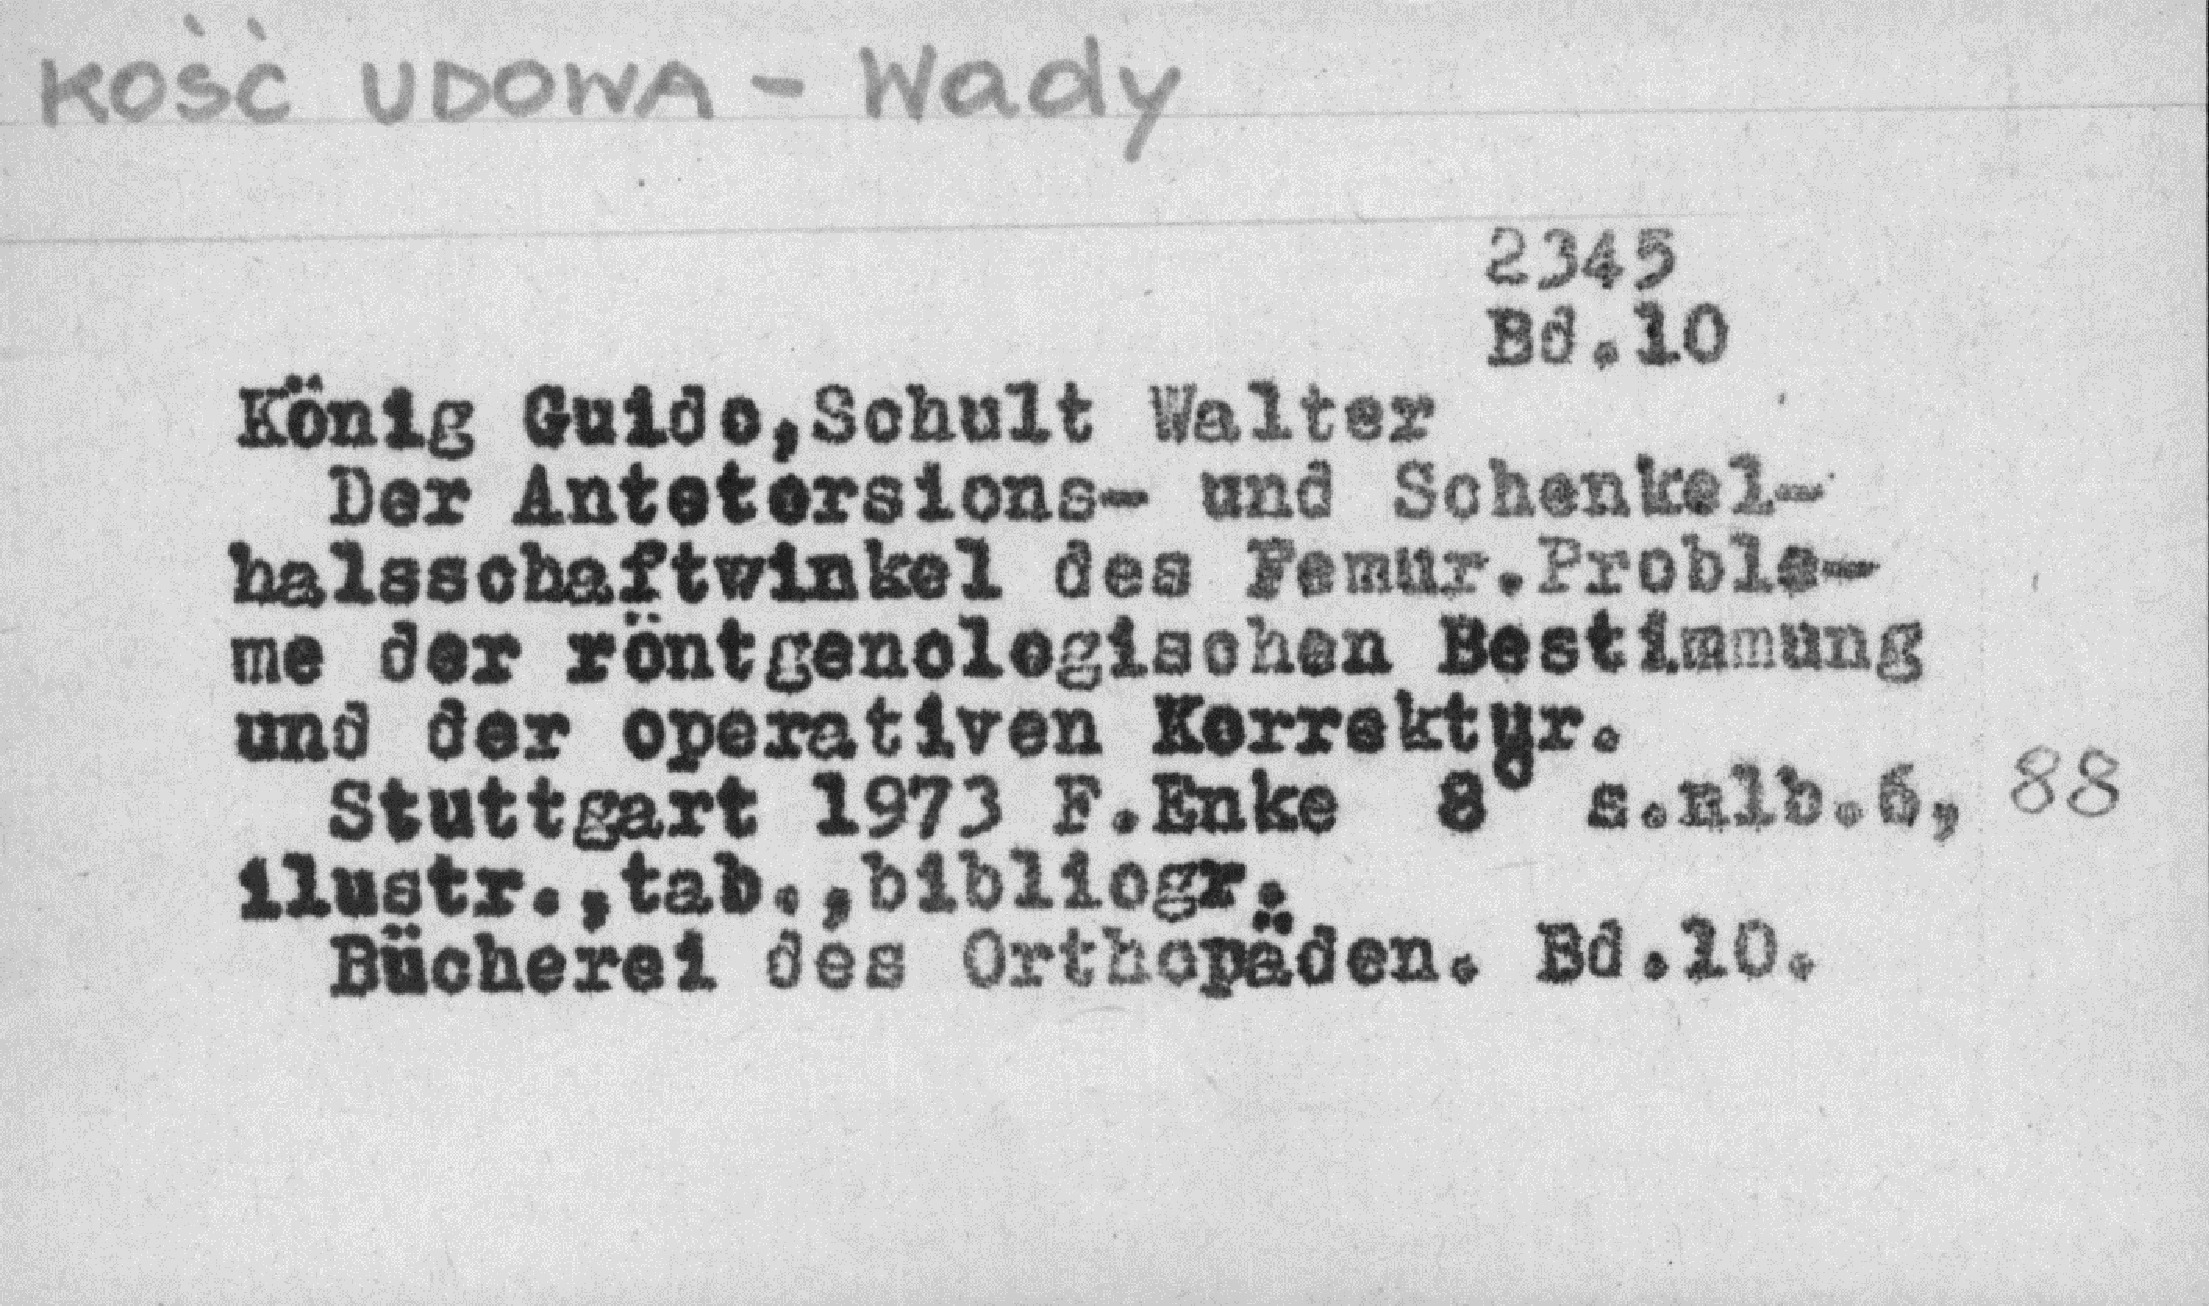 KOŚĆ UDOWA - Wady
2345
Bd.10
König Guido,Schult Walter
Der Antetorsions- und Schenkel-
halsschaftwinkel des Femur.Proble-
me der röntgenologischen Bestimmung
und der operativen Korrektur.
Stuttgart 1973 F.Enke 8° s.nlb.6, 88
ilustr.,tab.,bibliogr.
Bücherei des Orthopäden. Bd.10.